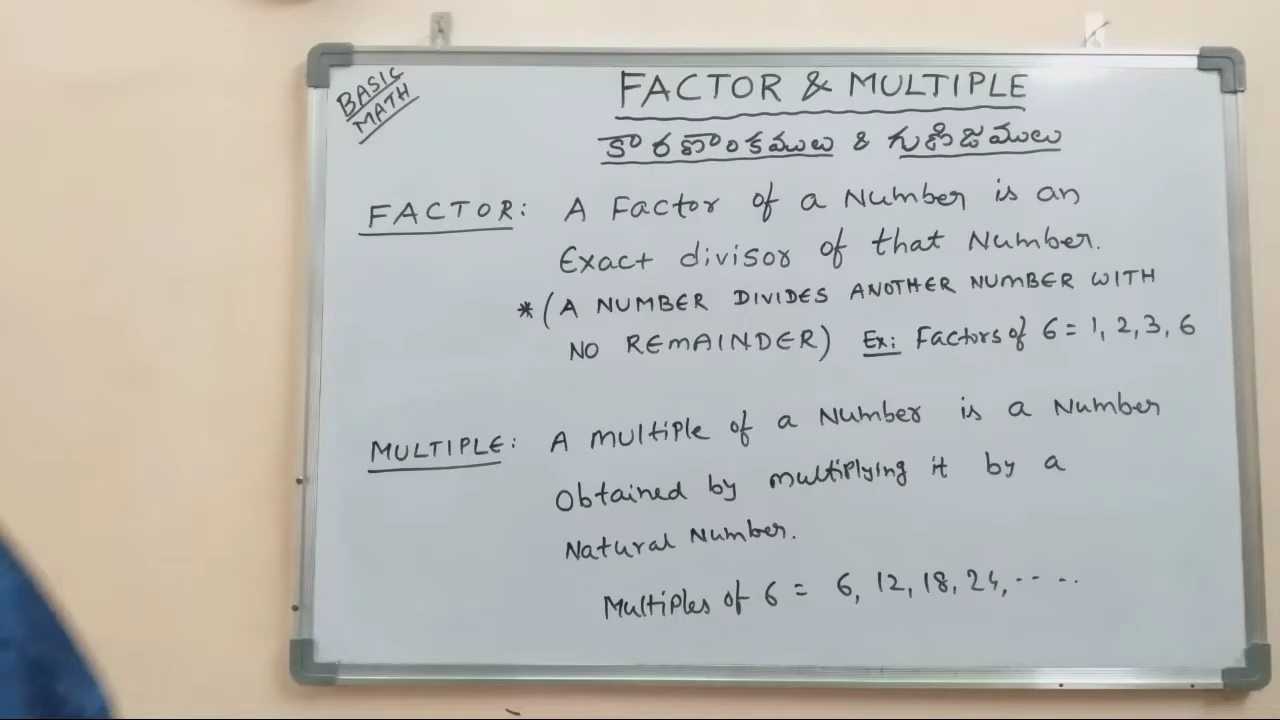 BASIC
MATH
FACTOR & MULTIPLE
కారణాంకములు & గుణిజములు
FACTOR: A Factor of a Number is an
Exact divisor of that Number.
*(A NUMBER DIVIDES ANOTHER NUMBER WITH
NO REMAINDER) Ex: Factors of 6 = 1, 2, 3, 6
MULTIPLE: A multiple of a Number is a Number
Obtained by multiplying it by a
Natural Number.
Multiples of 6 = 6, 12, 18, 24, .....